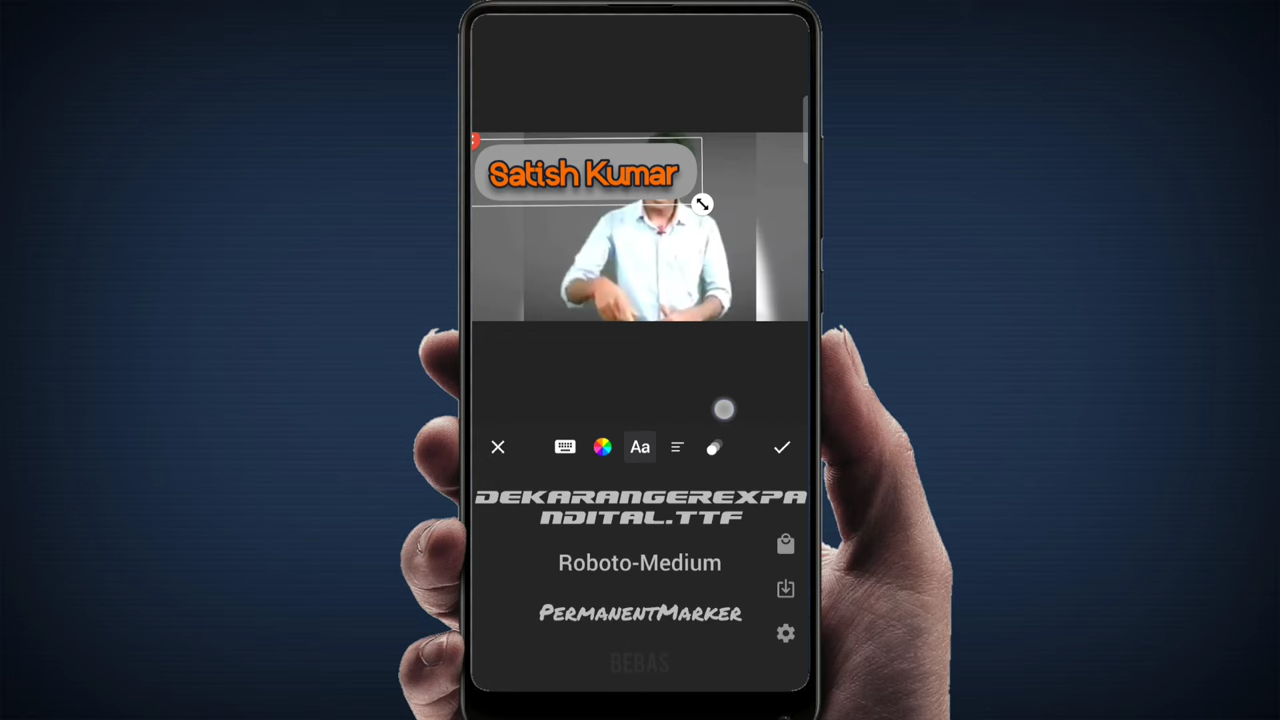 Satish Kumar
Aa
DEKARANGEREXPA
NDITAL.TTF
Roboto-Medium
PERMANENTMARKER
BEBAS